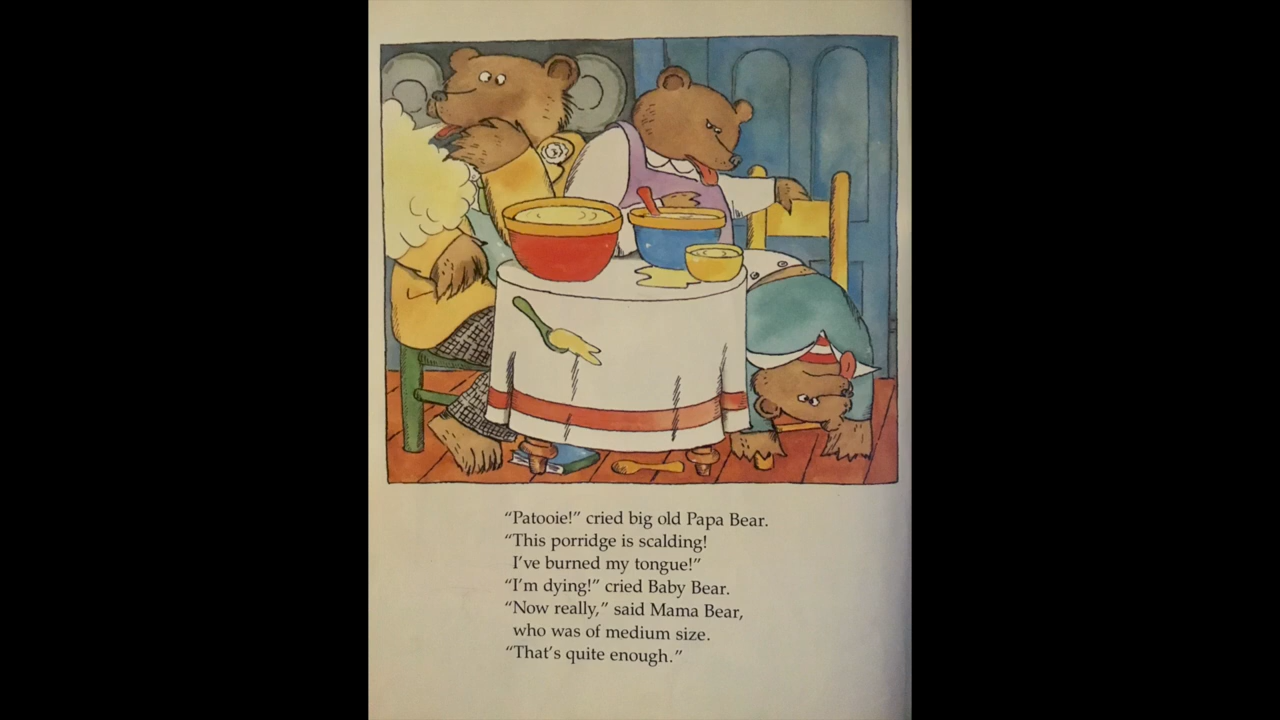 “Patooie!” cried big old Papa Bear.
“This porridge is scalding!
I’ve burned my tongue!”
“I’m dying!” cried Baby Bear.
“Now really,” said Mama Bear,
who was of medium size.
“That’s quite enough.”